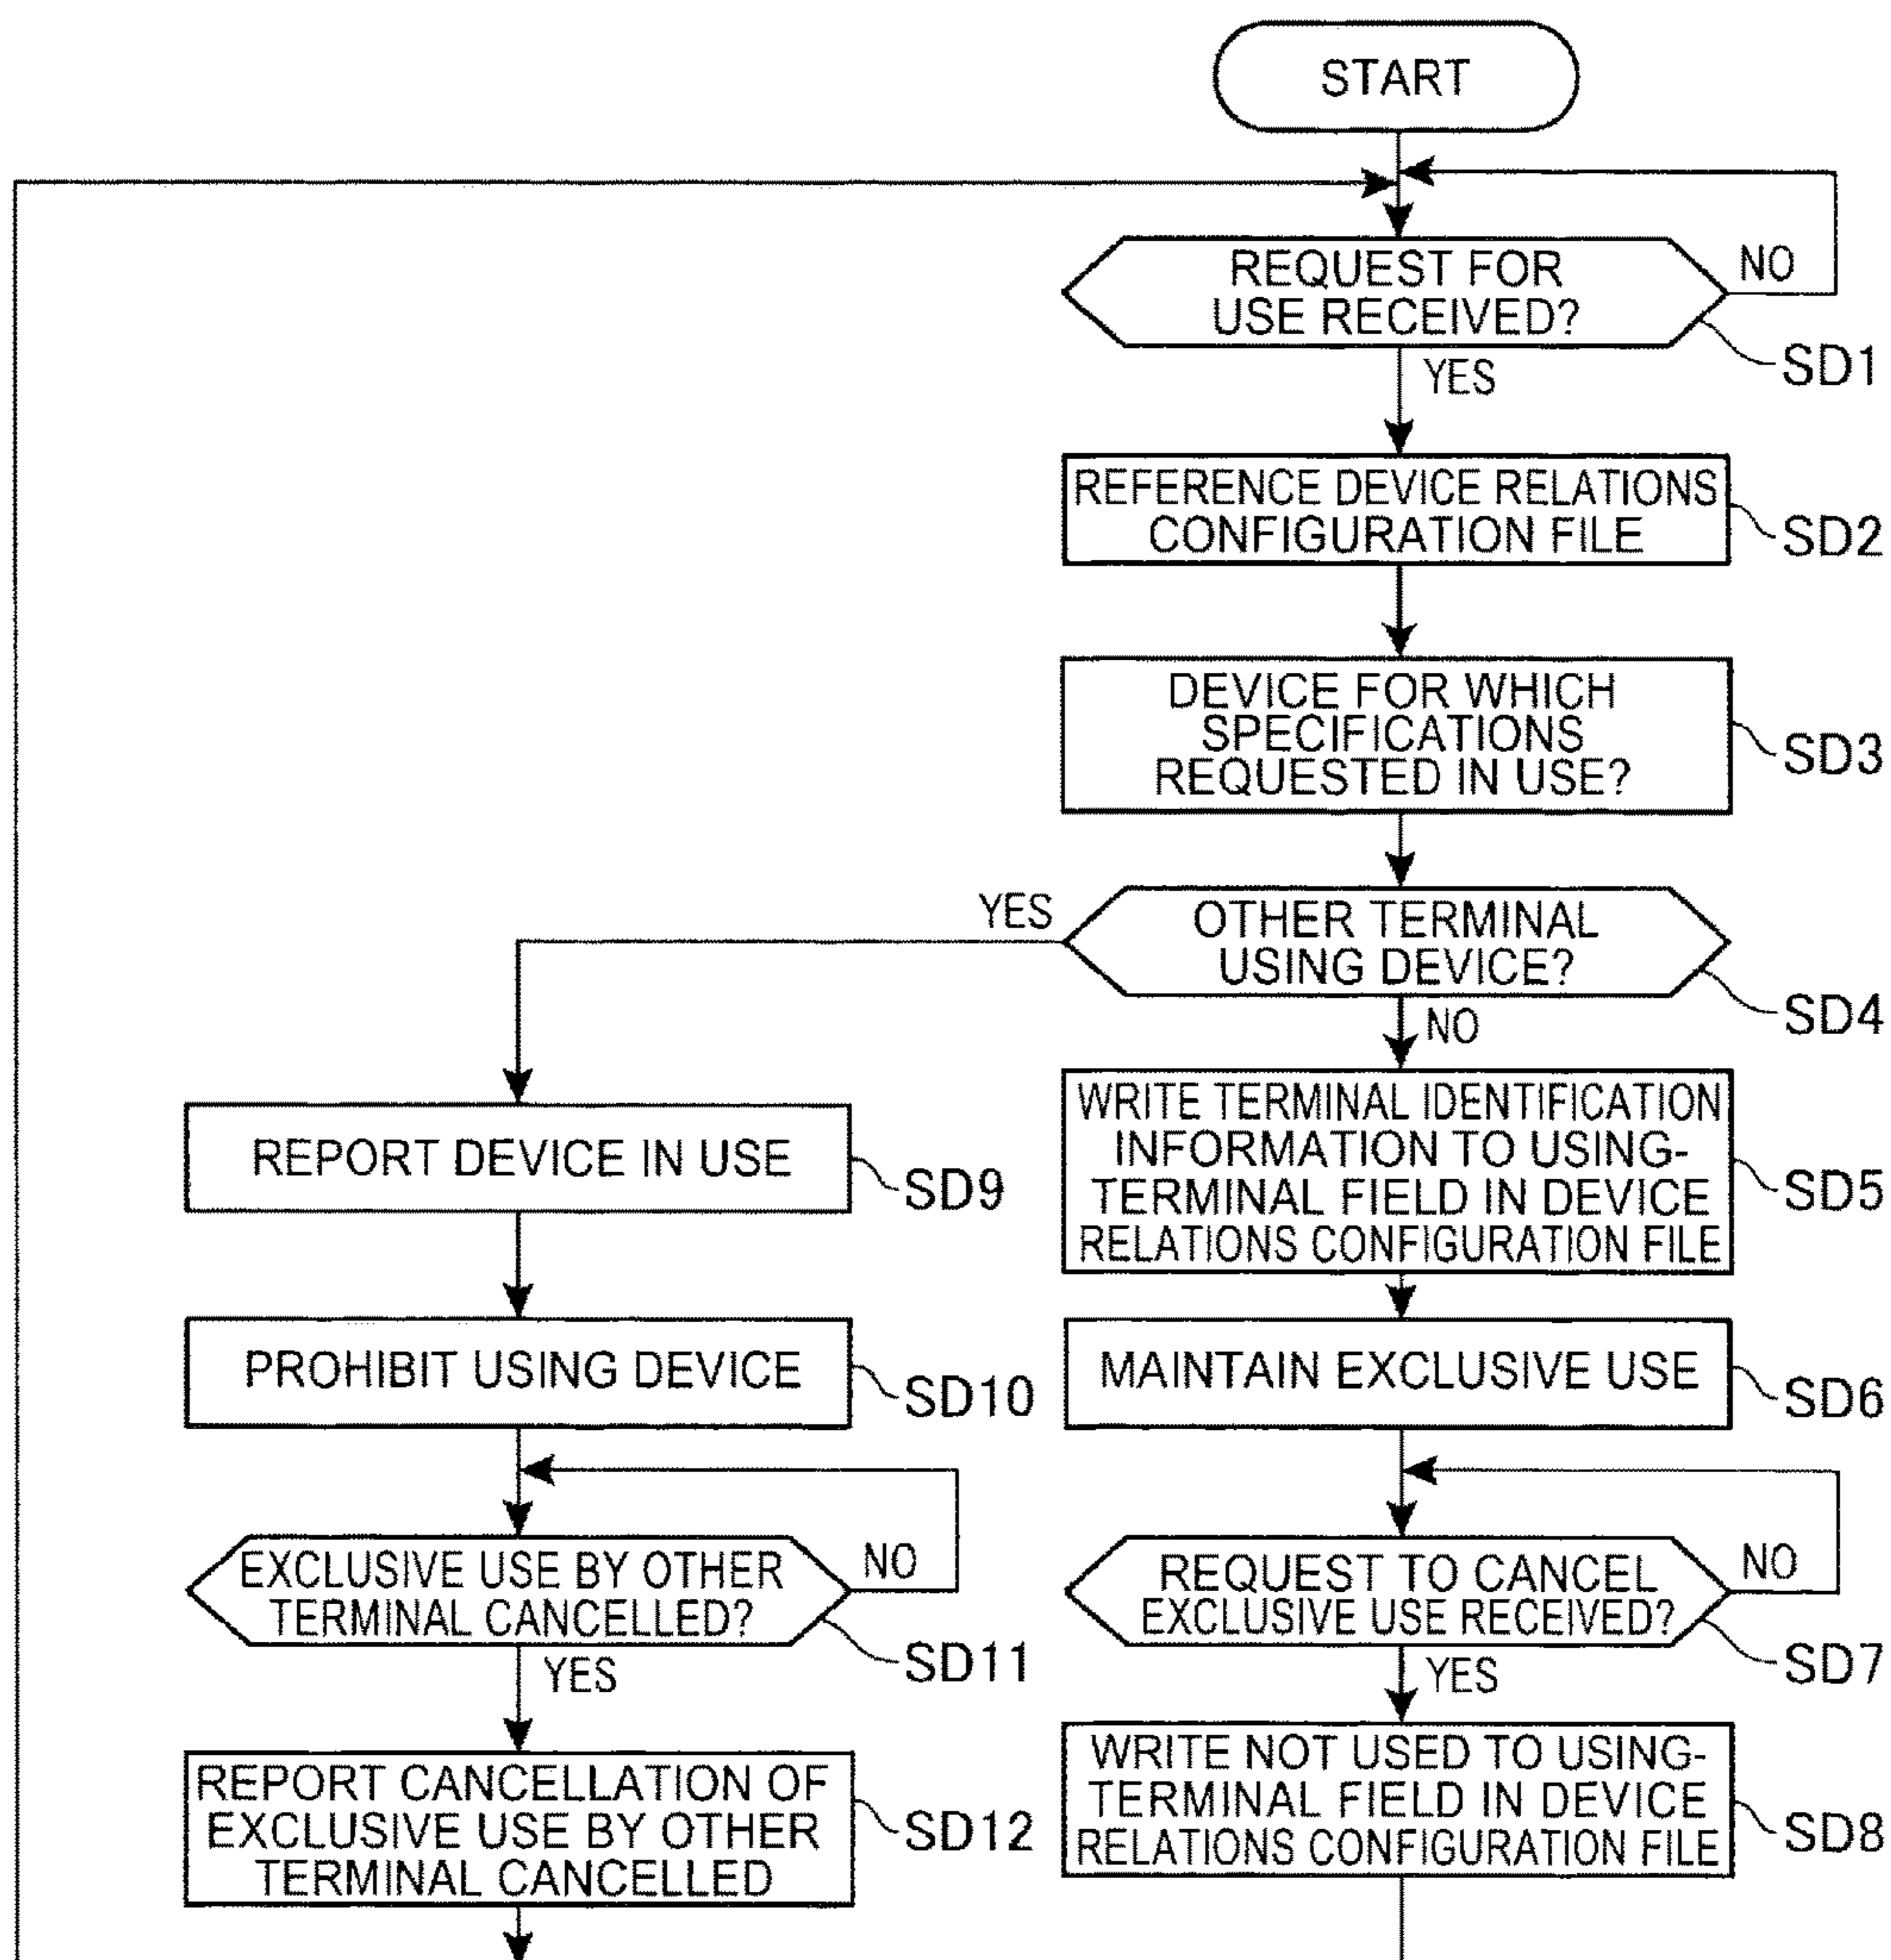 START
REQUEST FOR
USE RECEIVED?
NO
SD1
YES
REFERENCE DEVICE RELATIONS
CONFIGURATION FILE
SD2
DEVICE FOR WHICH
SPECIFICATIONS
REQUESTED IN USE?
SD3
YES
OTHER TERMINAL
USING DEVICE?
SD4
NO
WRITE TERMINAL IDENTIFICATION
INFORMATION TO USING-
TERMINAL FIELD IN DEVICE
RELATIONS CONFIGURATION FILE
SD5
MAINTAIN EXCLUSIVE USE
SD6
REQUEST TO CANCEL
EXCLUSIVE USE RECEIVED?
NO
SD7
YES
WRITE NOT USED TO USING-
TERMINAL FIELD IN DEVICE
RELATIONS CONFIGURATION FILE
SD8
REPORT DEVICE IN USE
SD9
PROHIBIT USING DEVICE
SD10
EXCLUSIVE USE BY OTHER
TERMINAL CANCELLED?
NO
SD11
YES
REPORT CANCELLATION OF
EXCLUSIVE USE BY OTHER
TERMINAL CANCELLED
SD12